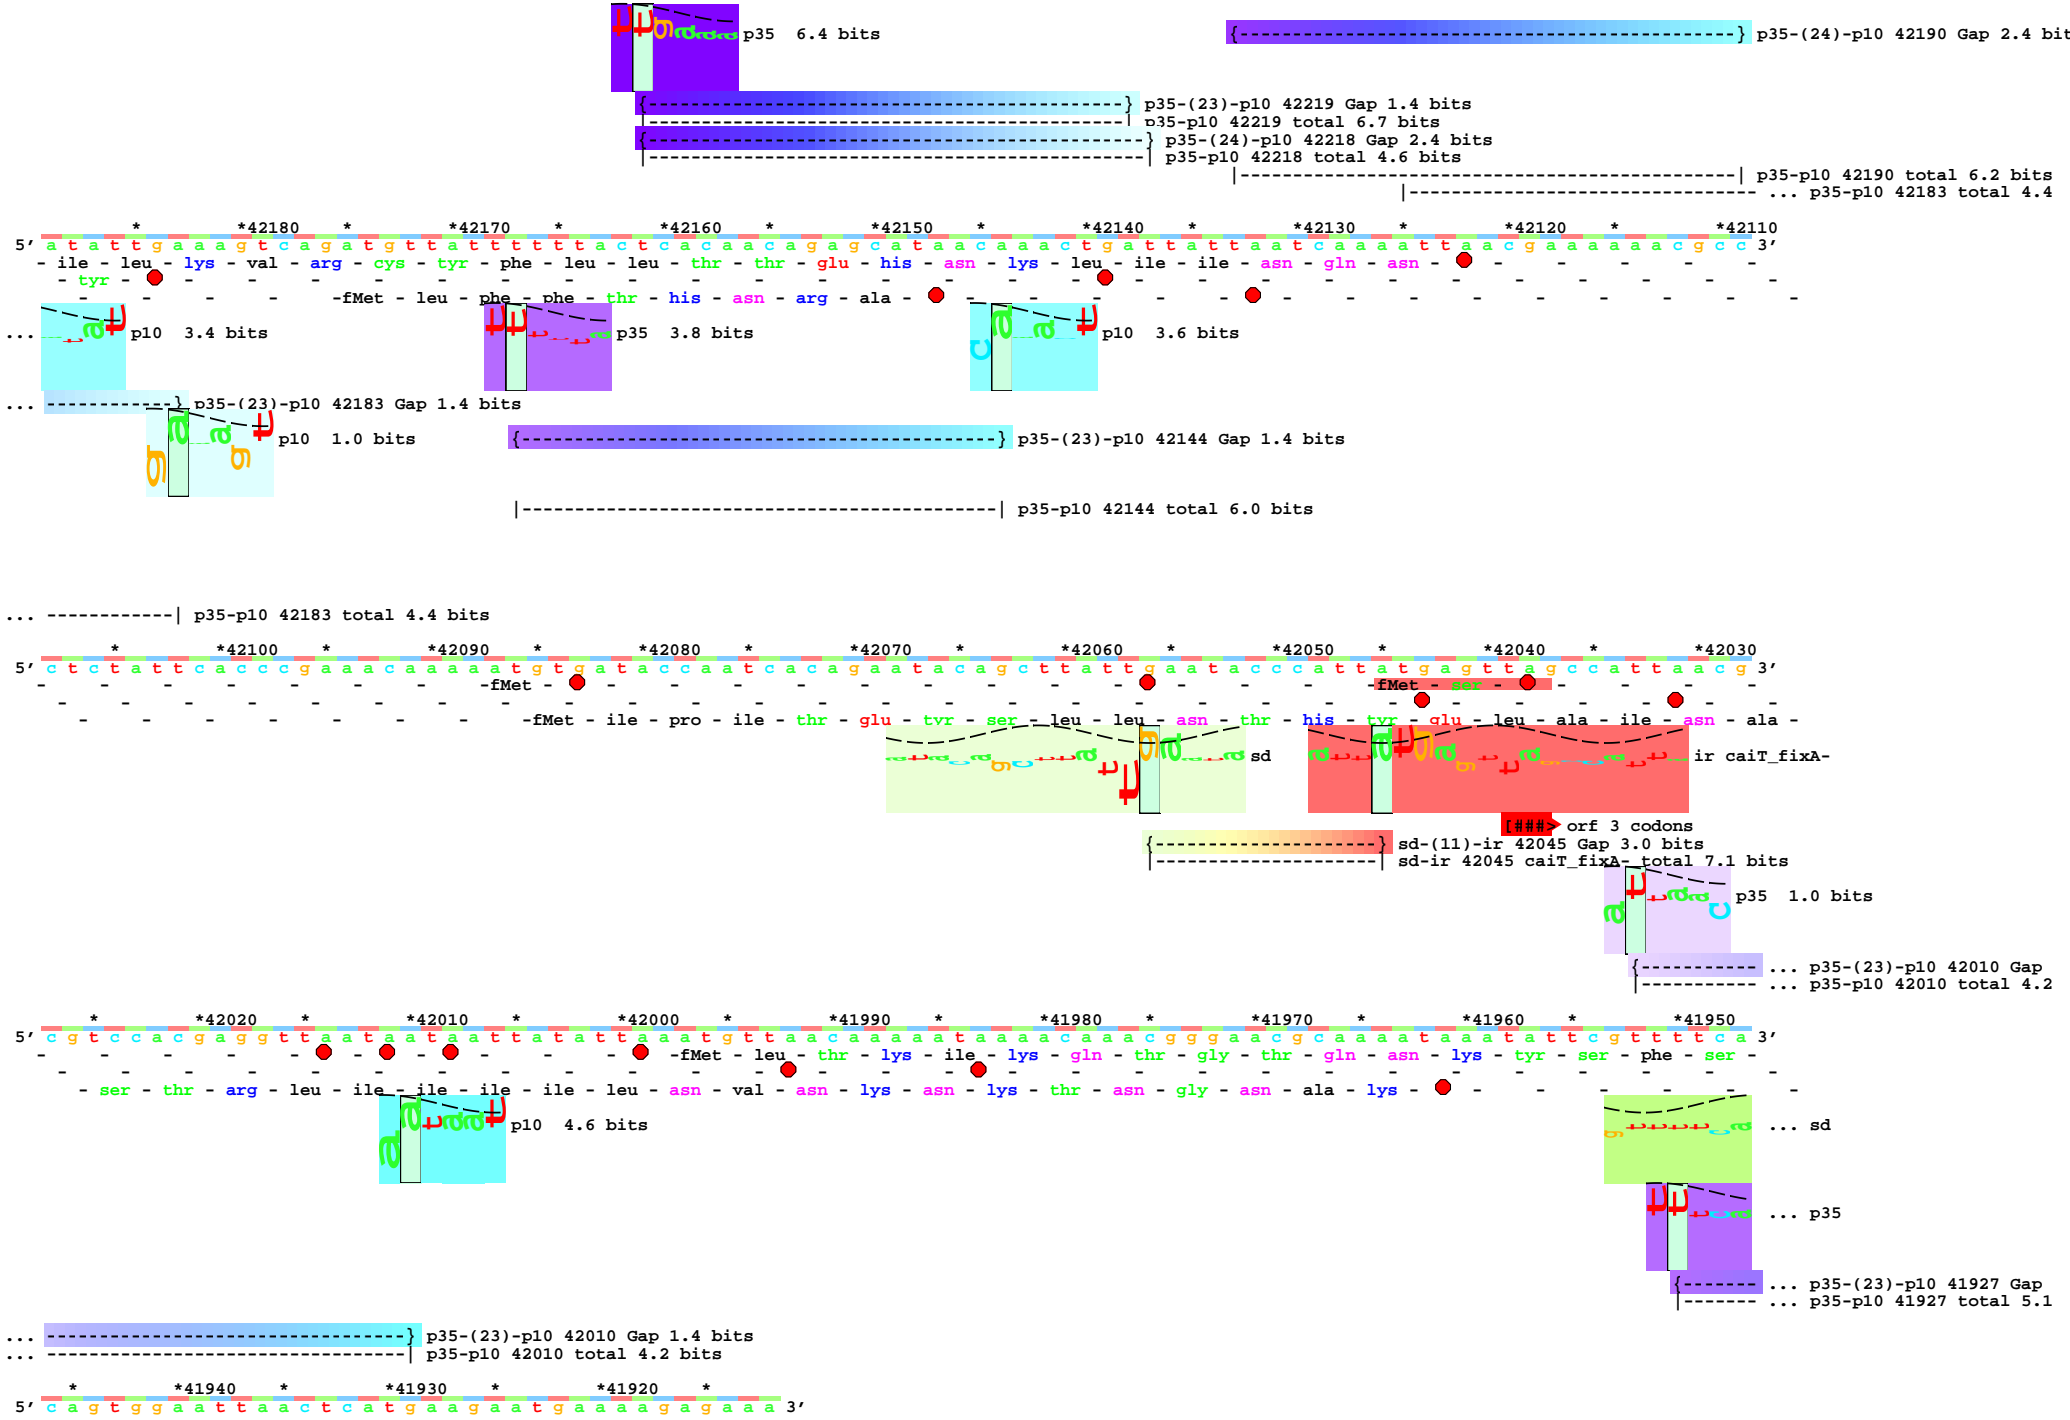 p35 6.4 bits
{-----------------------------------------------} p35-(24)-p10 42190 Gap 2.4 bit
{---------------------------------------------} p35-(23)-p10 42219 Gap 1.4 bits
|---------------------------------------------| p35-p10 42219 total 6.7 bits
{-----------------------------------------------} p35-(24)-p10 42218 Gap 2.4 bits
|-----------------------------------------------| p35-p10 42218 total 4.6 bits
|-----------------------------------------------| p35-p10 42190 total 6.2 bits
|-------------------------------- ... p35-p10 42183 total 4.4
* *42180 * *42170 * *42160 * *42150 * *42140 * *42130 * *42120 * *42110
5' a t a t t g a a a g t c a g a t g t t a t t t t t t a c t c a c a a c a g a g c a t a a c a a a c t g a t t a t t a a t c a a a a t t a a c g a a a a a a c g c c 3'
- ile - leu - lys - val - arg - cys - tyr - phe - leu - leu - thr - thr - glu - his - asn - lys - leu - ile - ile - asn - gln - asn - - - - - -
- tyr - - - - - - - - - - - - - - - - - - - - - - - - - -
- - - - -fMet - leu - phe - phe - thr - his - asn - arg - ala - - - - - - - - - - - - - -
... p10 3.4 bits p35 3.8 bits p10 3.6 bits
... -------------} p35-(23)-p10 42183 Gap 1.4 bits
p10 1.0 bits {---------------------------------------------} p35-(23)-p10 42144 Gap 1.4 bits
|---------------------------------------------| p35-p10 42144 total 6.0 bits
... ------------| p35-p10 42183 total 4.4 bits
* *42100 * *42090 * *42080 * *42070 * *42060 * *42050 * *42040 * *42030
5' c t c t a t t c a c c c g a a a c a a a a a t g t g a t a c c a a t c a c a g a a t a c a g c t t a t t g a a t a c c c a t t a t g a g t t a g c c a t t a a c g 3'
- - - - - - - -fMet - - - - - - - - - - - - - -fMet - ser - - - - -
- - - - - - - - - - - - - - - - - - - - - - - - - -
- - - - - - - -fMet - ile - pro - ile - thr - glu - tyr - ser - leu - leu - asn - thr - his - tyr - glu - leu - ala - ile - asn - ala -
sd ir caiT_fixA-
[###> orf 3 codons
{---------------------} sd-(11)-ir 42045 Gap 3.0 bits
|---------------------| sd-ir 42045 caiT_fixA- total 7.1 bits
p35 1.0 bits
{----------- ... p35-(23)-p10 42010 Gap
|----------- ... p35-p10 42010 total 4.2
* *42020 * *42010 * *42000 * *41990 * *41980 * *41970 * *41960 * *41950
5' c g t c c a c g a g g t t a a t a a t a a t t a t a t t a a a t g t t a a c a a a a a t a a a a c a a a c g g g a a c g c a a a a t a a a t a t t c g t t t t c a 3'
- - - - - - - -fMet - leu - thr - lys - ile - lys - gln - thr - gly - thr - gln - asn - lys - tyr - ser - phe - ser -
- - - - - - - - - - - - - - - - - - - - - - - - - -
- ser - thr - arg - leu - ile - ile - ile - ile - leu - asn - val - asn - lys - asn - lys - thr - asn - gly - asn - ala - lys - - - - - -
p10 4.6 bits ... sd
... p35
{------- ... p35-(23)-p10 41927 Gap
|------- ... p35-p10 41927 total 5.1
... ----------------------------------} p35-(23)-p10 42010 Gap 1.4 bits
... ----------------------------------| p35-p10 42010 total 4.2 bits
* *41940 * *41930 * *41920 *
5' c a g t g g a a t t a a c t c a t g a a g a a t g a a a g a g a a a 3'